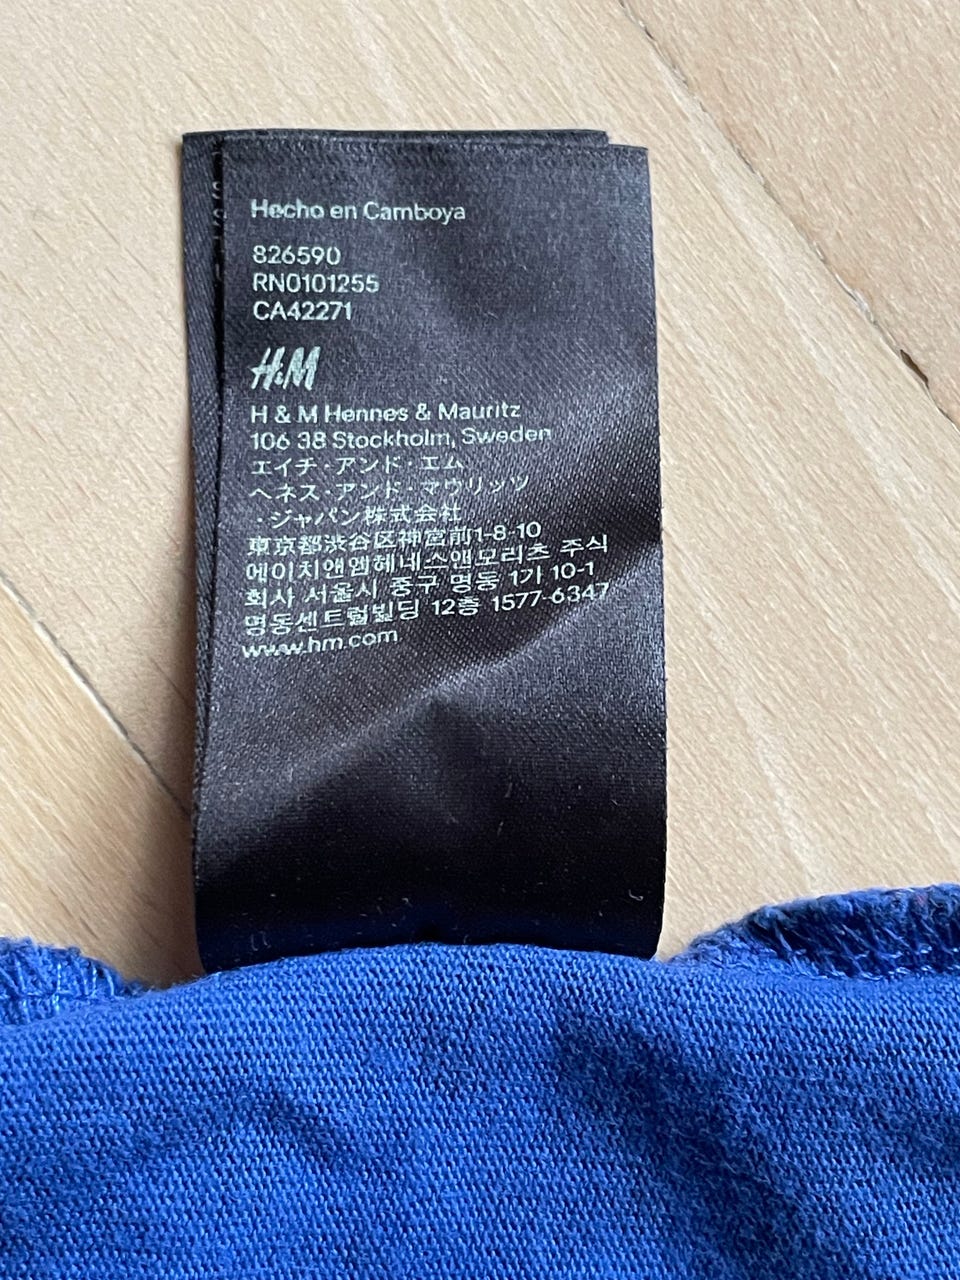 Hecho en Camboya
826590
RN0101255
CA42271
H&M
H & M Hennes & Mauritz
106 38 Stockholm, Sweden
エイチ・アンド・エム
ヘネス・アンド・マウリッツ
・ジャパン株式会社
東京都渋谷区神宮前1-8-10
에이치앤엠헤네스앤모리츠 주식
회사 서울시 중구 명동 1가 10-1
명동센트럴빌딩 12층 1577-6347
www.hm.com